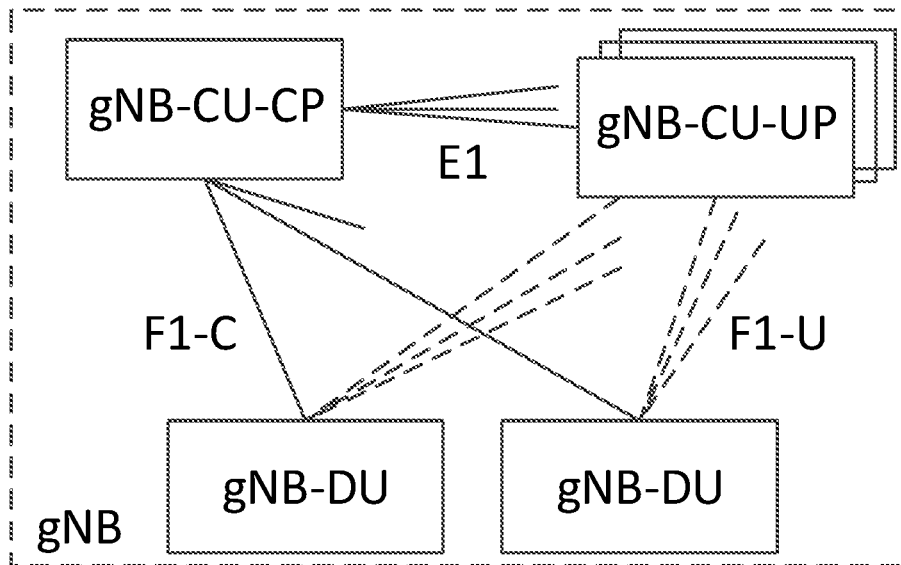 gNB-CU-CP
gNB-CU-UP
E1
F1-C
F1-U
gNB-DU
gNB-DU
gNB